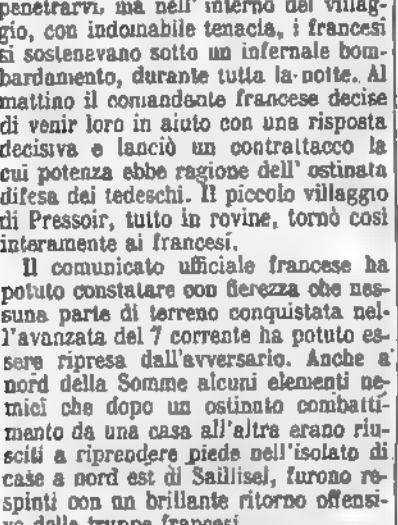 penetrarvi, ma nell' interno del villag-
gio, con indomabile tenacia, i francesi
si sostenevano sotto un infernale bom-
bardamento, durante tutta la notte. Al
mattino il comandante francese decise
di venir loro in aiuto con una risposta
decisiva e lanciò un contraltacco la
cui potenza ebbe ragione dell' ostinata
difesa dei tedeschi. Il piccolo villaggio
di Pressoir, tutto in rovine, tornò così
interamente ai francesi.
Il comunicato ufficiale francese ha
potuto constatare con fierezza che nes-
suna parte di terreno conquistata nel-
l'avanzata del 7 corrente ha potuto es-
sere ripresa dall'avversario. Anche a
nord della Somme alcuni elementi ne-
mici che dopo un ostinato combatti-
mento da una casa all'altra erano riu-
sciti a riprendere piede nell'isolato di
case a nord est di Saillisel, furono re-
spinti con un brillante ritorno offensi-
vo delle truppe francesi.